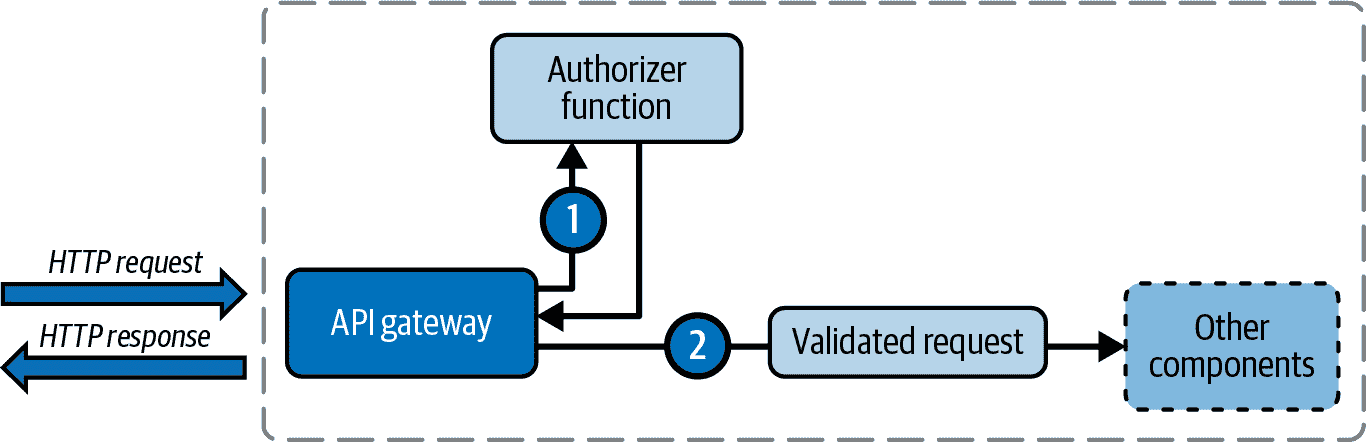 Authorizer
function
1
HTTP request
API gateway
HTTP response
2
Validated request
Other
components